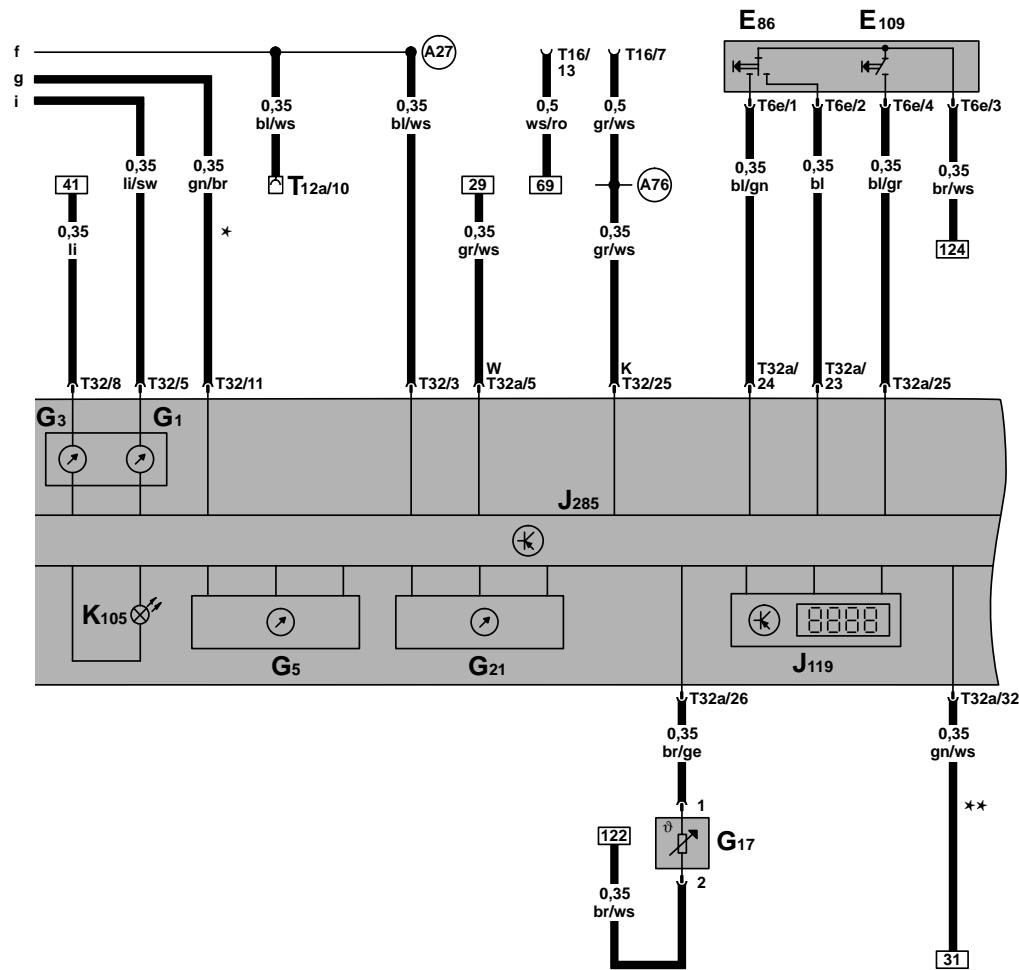 E86 E109
f A27 T16/ 13 T16/7
g
i
0,35 bl/ws 0,35 bl/ws 0,5 ws/ro 0,5 gr/ws T6e/1 T6e/2 T6e/4 T6e/3
41 0,35 li/sw 0,35 gn/br T12a/10 29 69 A76 0,35 bl/gn 0,35 bl 0,35 bl/gr 0,35 br/ws
0,35 li * 0,35 gr/ws 0,35 gr/ws 124
T32/8 T32/5 T32/11 T32/3 W T32a/5 K T32/25 T32a/ 24 T32a/ 23 T32a/25
G3 G1
J285
K105 8888
G5 G21 J119
T32a/26 T32a/32
0,35 br/ge 0,35 gn/ws
1 **
122 ϑ G17
2
0,35 br/ws
31